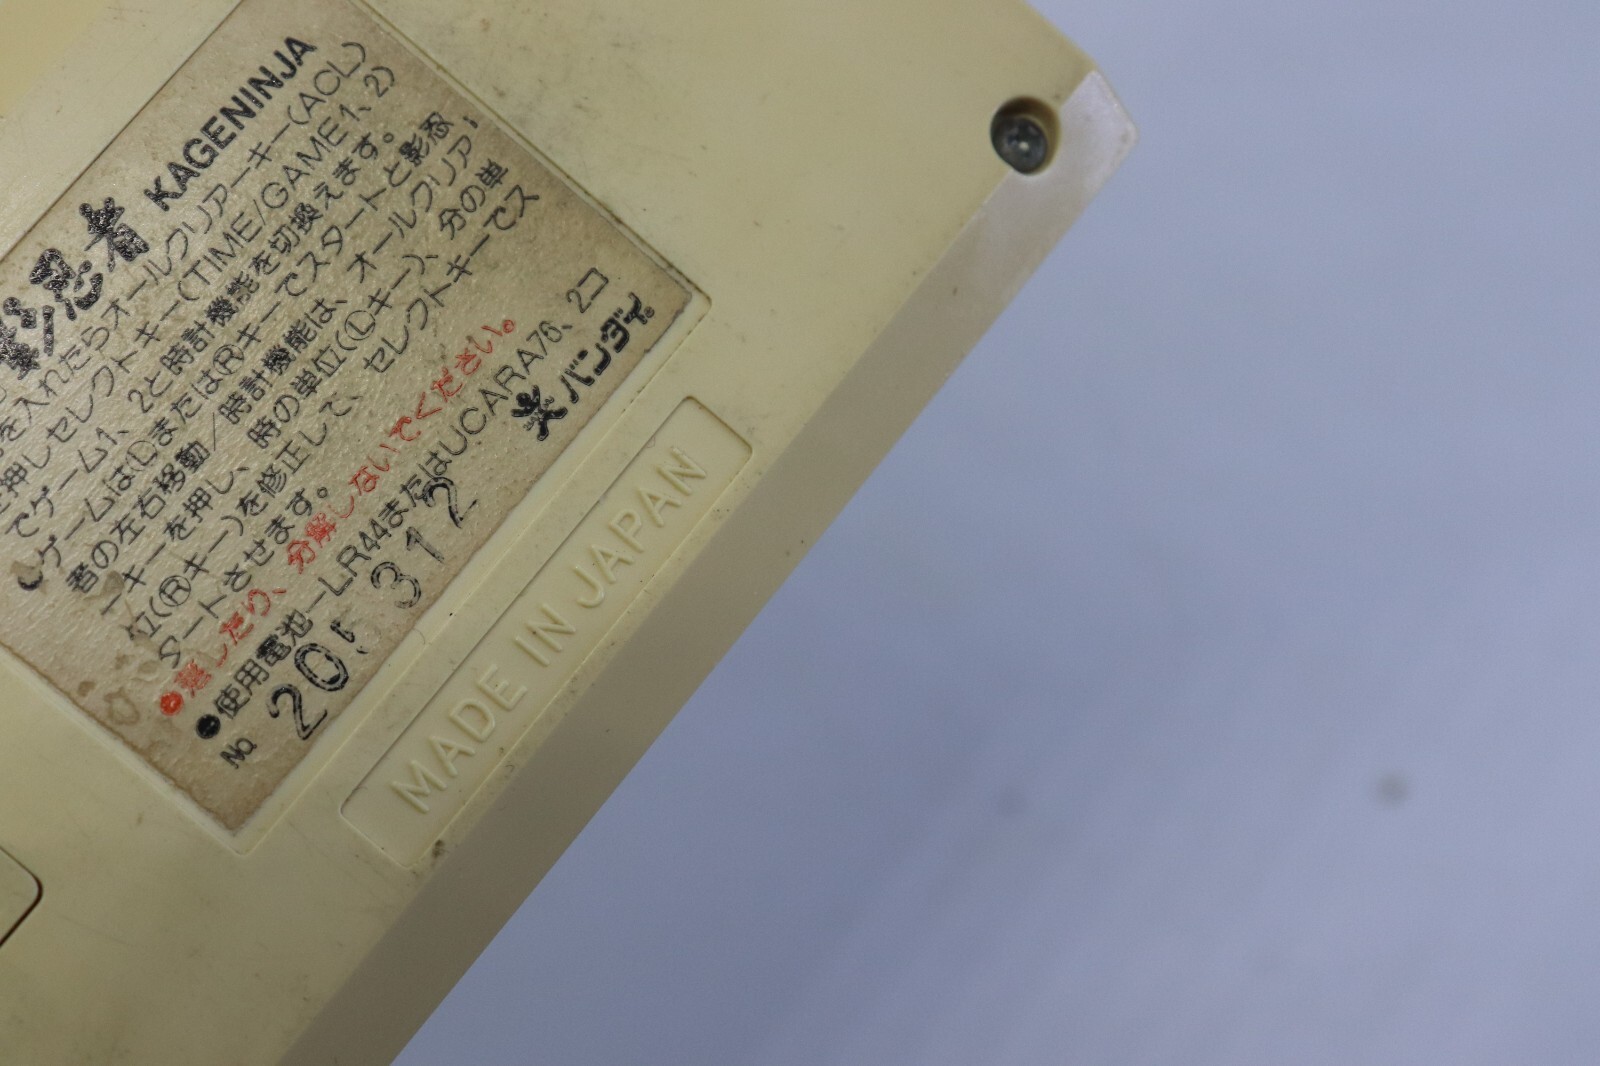 影忍者 KAGENINJA
を入れたらオールクリアーキー(ACL)
を押しセレクトキー(TIME/GAME1、2)
でゲーム1、2と時計機能を切換えます。
ゲームはⓁまたはⓇキーでスタートと影忍
者の左右移動/時計機能は、オールクリア
ーキーを押し、時の単位(Ⓛキー)、分の単
位(Ⓡキー)を修正して、セレクトキーでス
タートさせます。
たり、分解しないでください。
●使用電池—LR44またはUCARA76、2コ
No. 20 312
バンダイ
MADE IN JAPAN